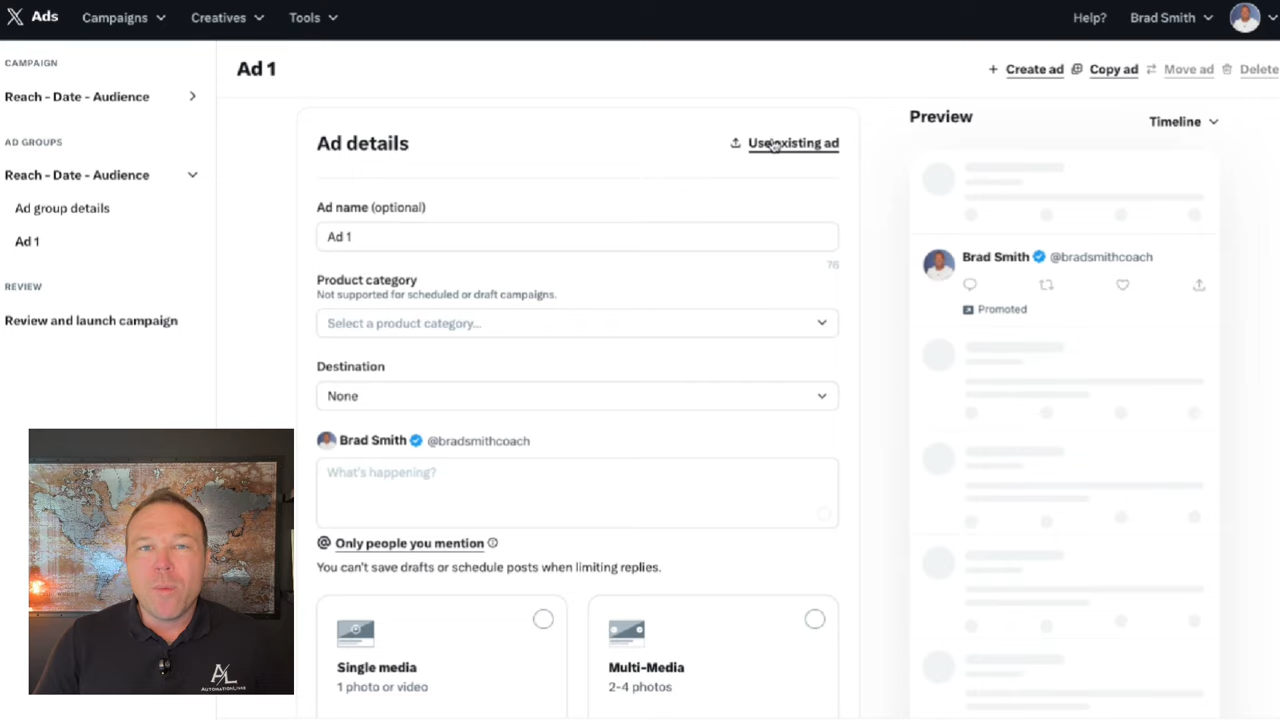 X Ads Campaigns Creatives Tools Help? Brad Smith
CAMPAIGN
Reach - Date - Audience
AD GROUPS
Reach - Date - Audience
Ad group details
Ad 1
REVIEW
Review and launch campaign
Ad 1
+ Create ad Copy ad Move ad Delete
Ad details
Use existing ad
Ad name (optional)
Ad 1
76
Product category
Not supported for scheduled or draft campaigns.
Select a product category...
Destination
None
Brad Smith @bradsmithcoach
What's happening?
@ Only people you mention
You can't save drafts or schedule posts when limiting replies.
Single media
1 photo or video
Multi-Media
2-4 photos
Preview
Timeline
Brad Smith @bradsmithcoach
Promoted
AL
AUTOMATIONLINKS